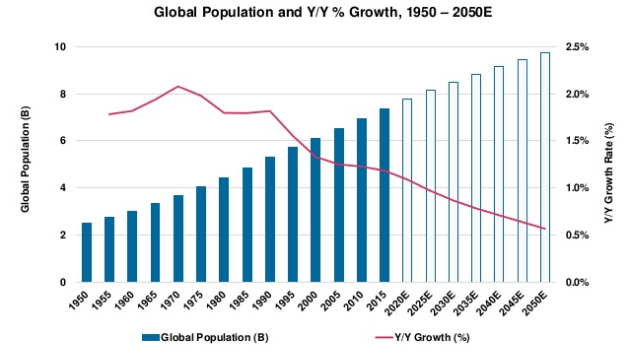 Global Population and Y/Y % Growth, 1950 – 2050E
10
8
6
4
2
0
Global Population (B)
2.5%
2.0%
1.5%
1.0%
0.5%
0.0%
Y/Y Growth Rate (%)
1950 1955 1960 1965 1970 1975 1980 1985 1990 1995 2000 2005 2010 2015 2020E 2025E 2030E 2035E 2040E 2045E 2050E
Global Population (B) Y/Y Growth (%)